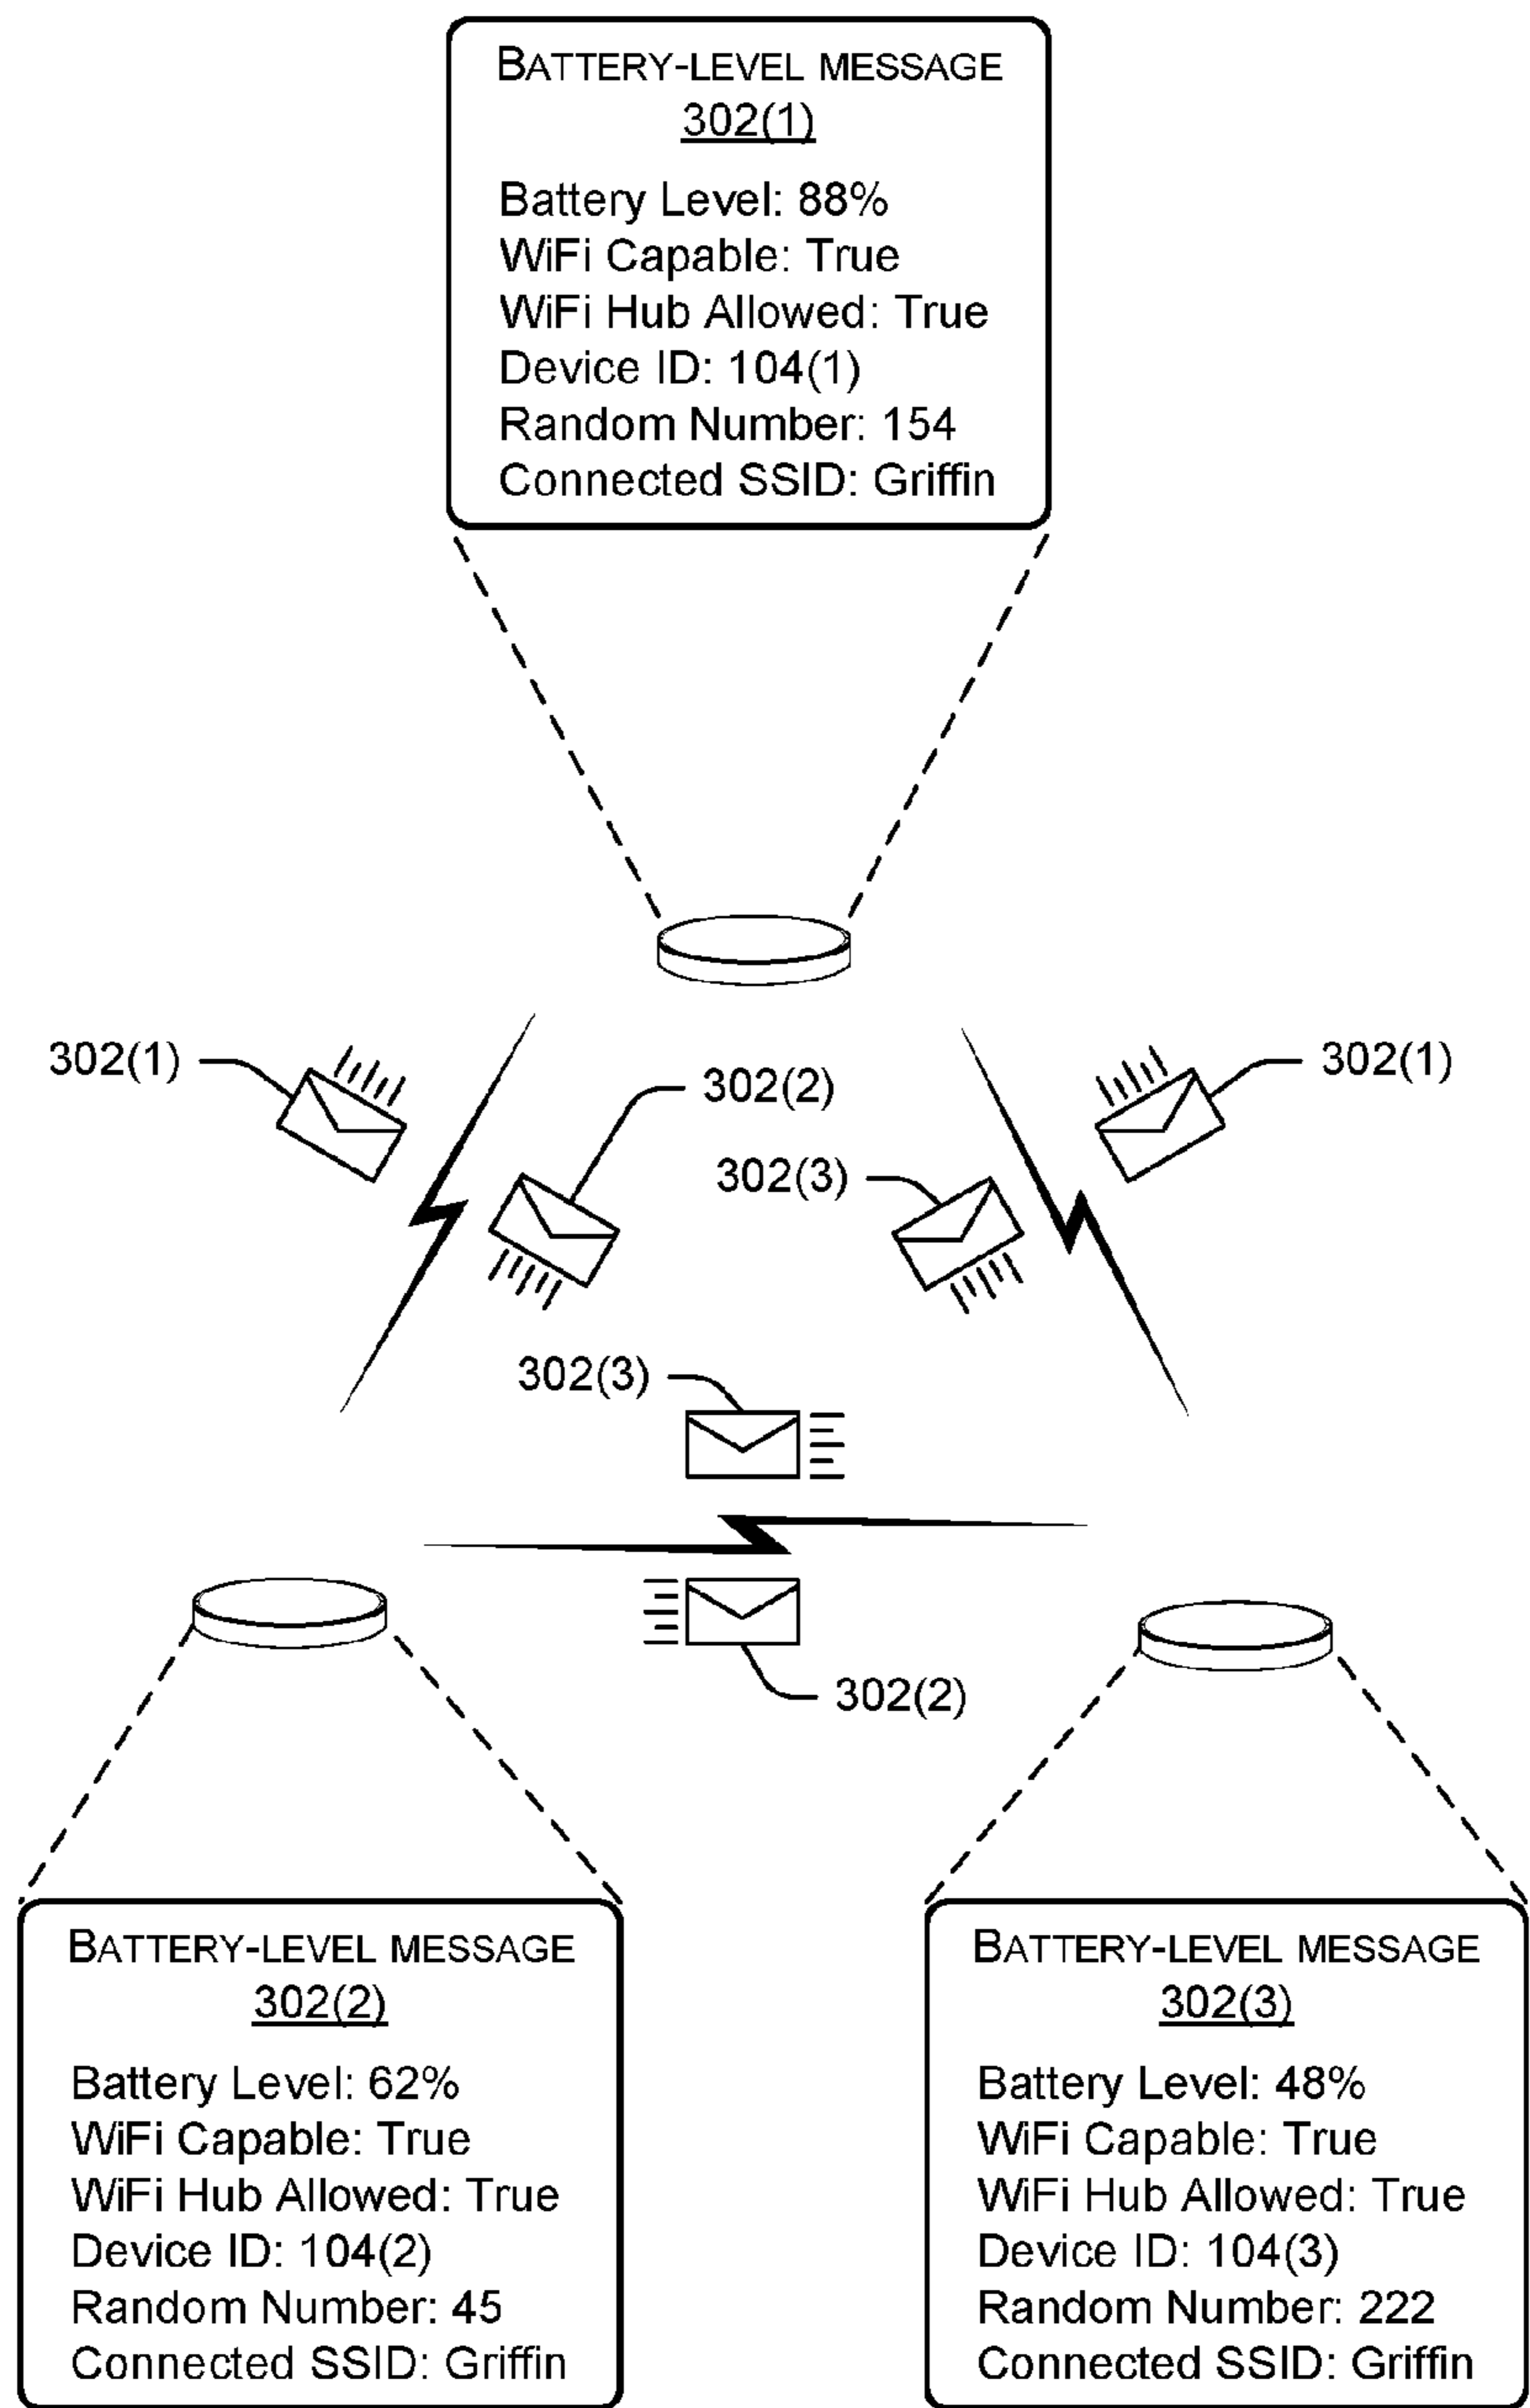 BATTERY-LEVEL MESSAGE
302(1)
Battery Level: 88%
WiFi Capable: True
WiFi Hub Allowed: True
Device ID: 104(1)
Random Number: 154
Connected SSID: Griffin
302(1)
302(2)
302(1)
302(3)
302(3)
302(2)
BATTERY-LEVEL MESSAGE
302(2)
Battery Level: 62%
WiFi Capable: True
WiFi Hub Allowed: True
Device ID: 104(2)
Random Number: 45
Connected SSID: Griffin
BATTERY-LEVEL MESSAGE
302(3)
Battery Level: 48%
WiFi Capable: True
WiFi Hub Allowed: True
Device ID: 104(3)
Random Number: 222
Connected SSID: Griffin